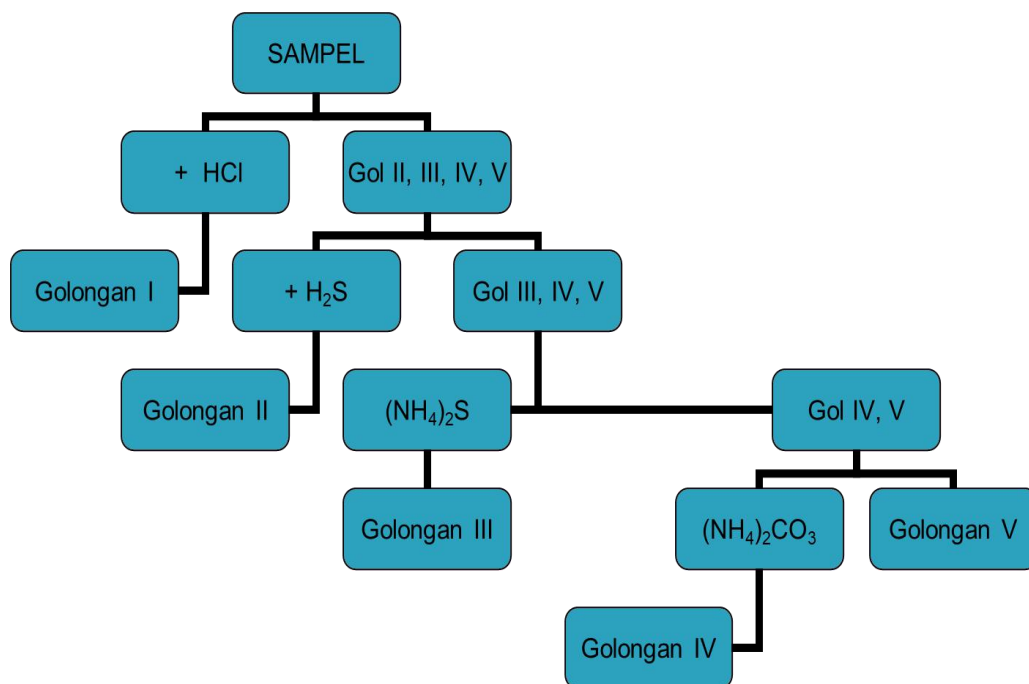 SAMPEL
+ HCl
Gol II, III, IV, V
Golongan I
+ H₂S
Gol III, IV, V
Golongan II
(NH₄)₂S
Gol IV, V
Golongan III
(NH₄)₂CO₃
Golongan V
Golongan IV